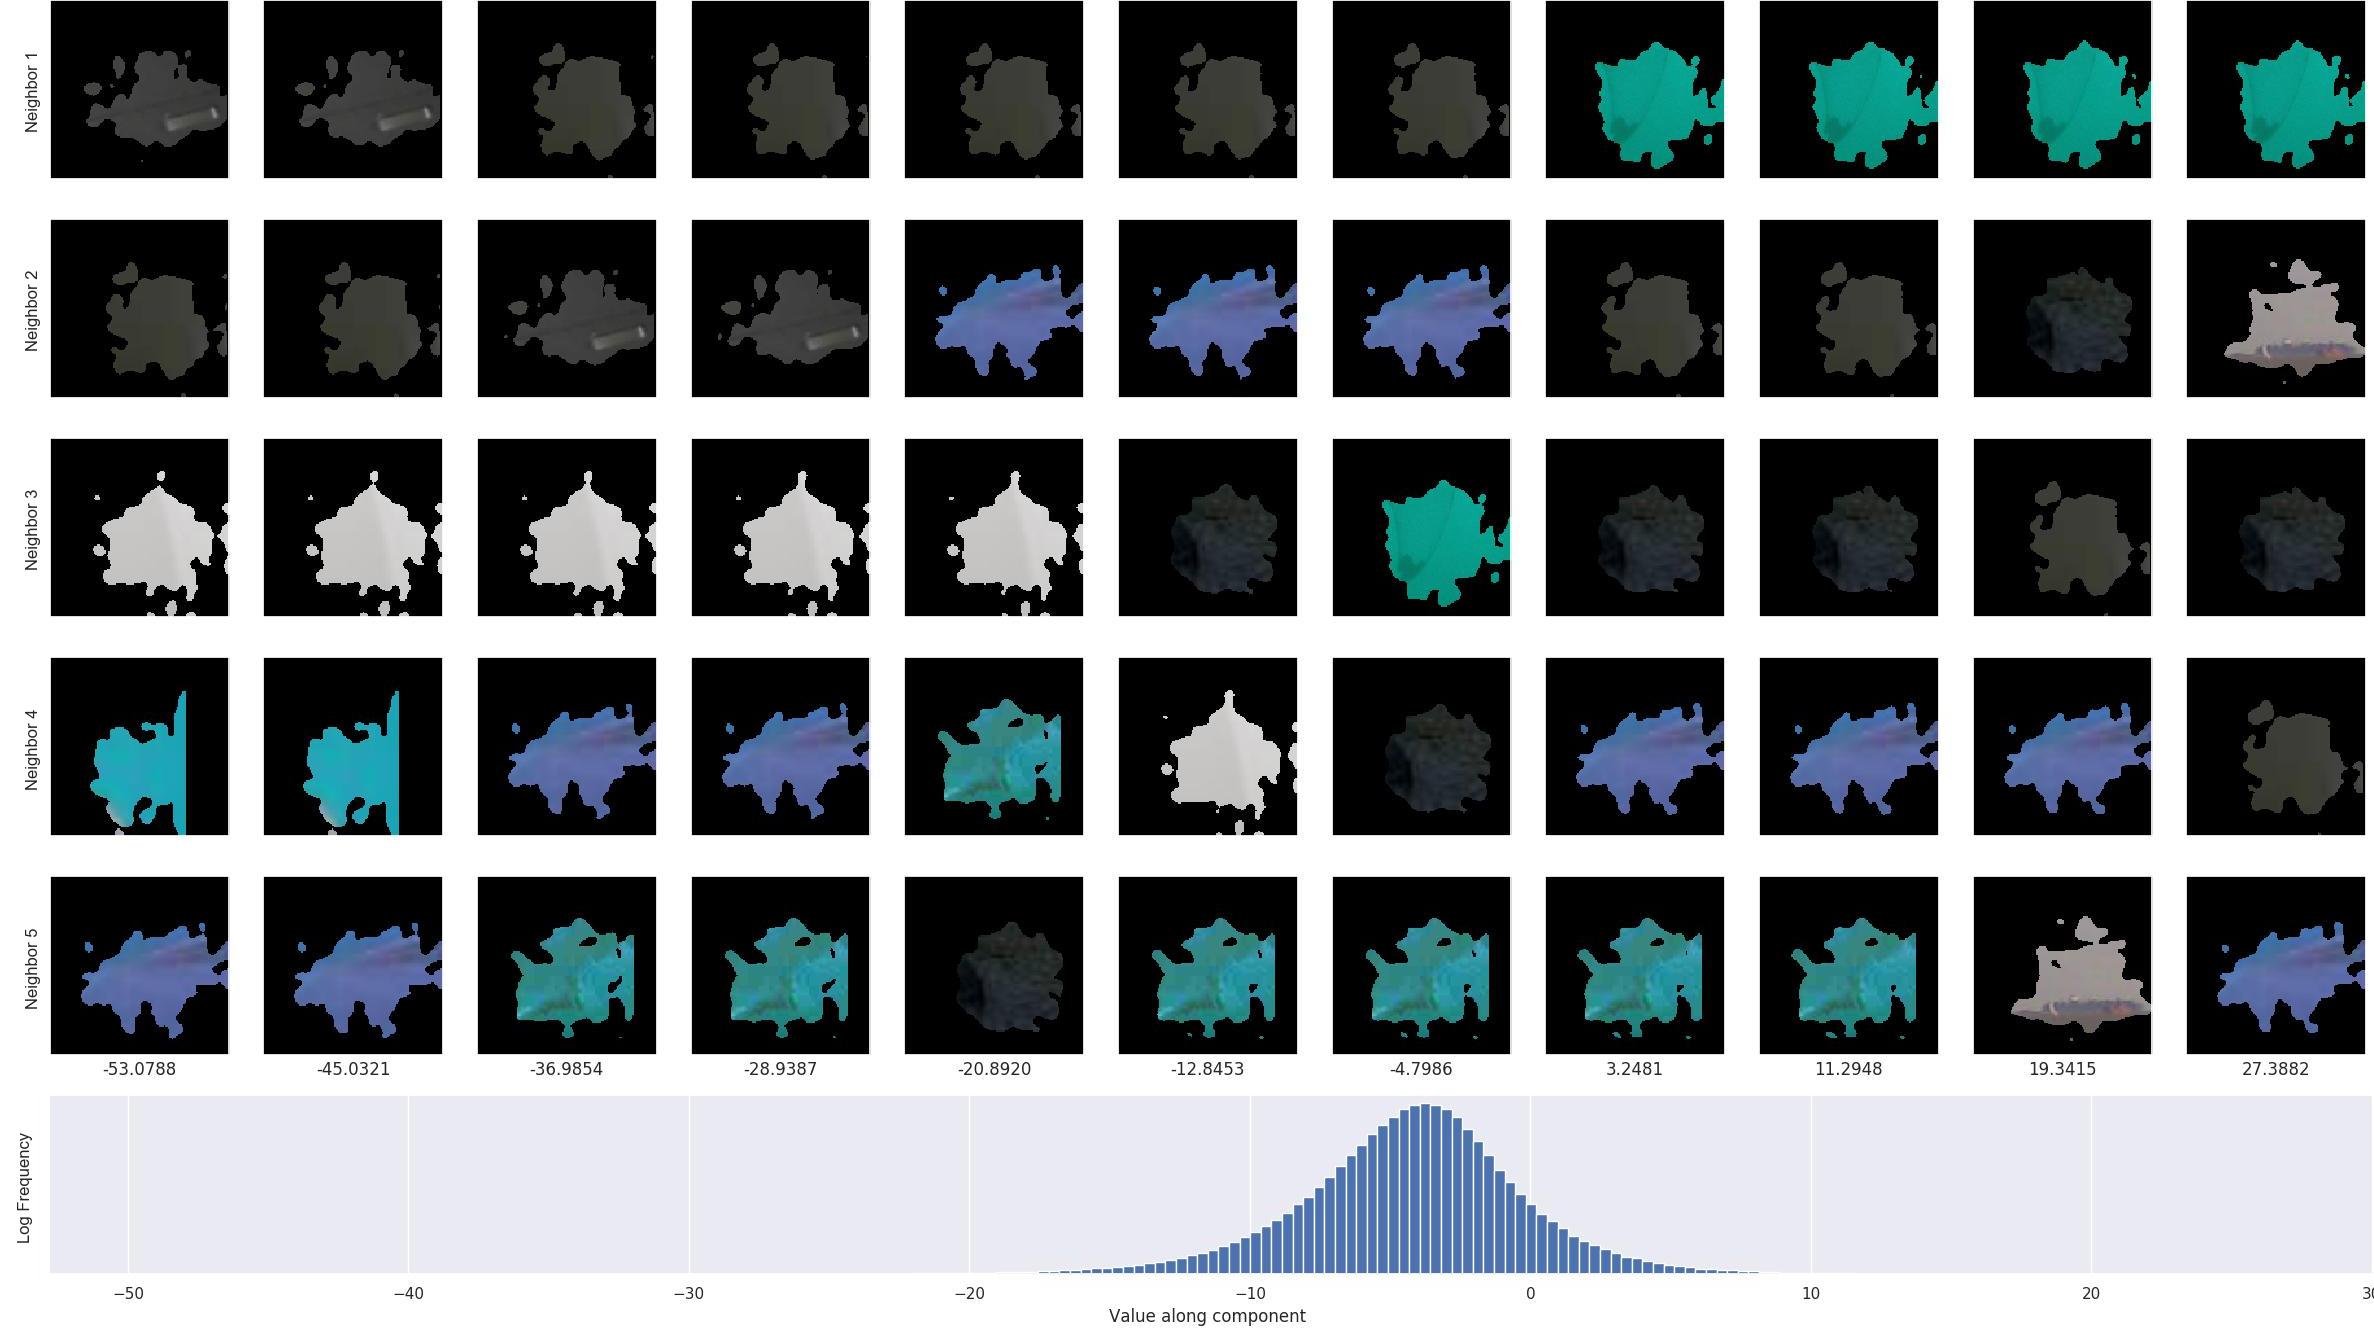 Neighbor 1
Neighbor 2
Neighbor 3
Neighbor 4
Neighbor 5
-53.0788 -45.0321 -36.9854 -28.9387 -20.8920 -12.8453 -4.7986 3.2481 11.2948 19.3415 27.3882
Log Frequency
−50 −40 −30 −20 −10 0 10 20
Value along component